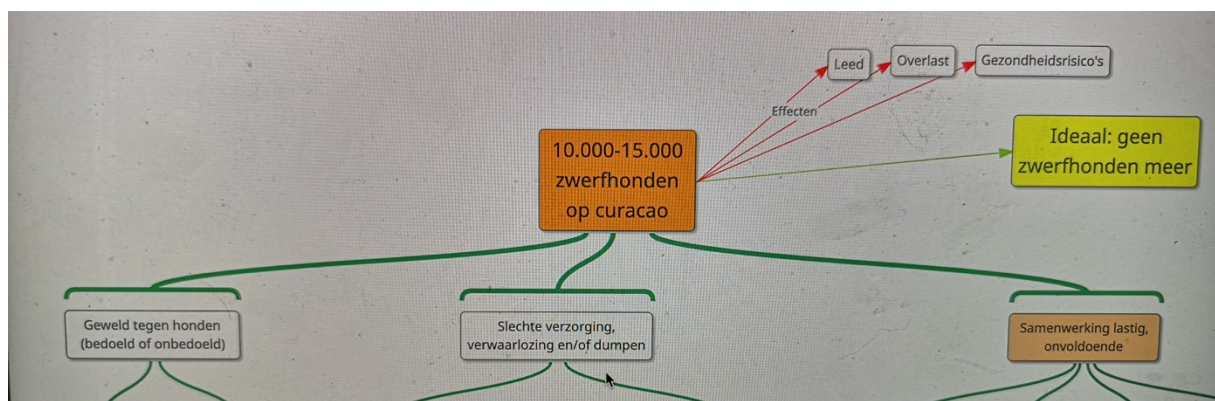 Leed
Overlast
Gezondheidsrisico's
Effecten
10.000-15.000
zwerfhonden
op curacao
Ideaal: geen
zwerfhonden meer
Geweld tegen honden
(bedoeld of onbedoeld)
Slechte verzorging,
verwaarlozing en/of dumpen
Samenwerking lastig,
onvoldoende